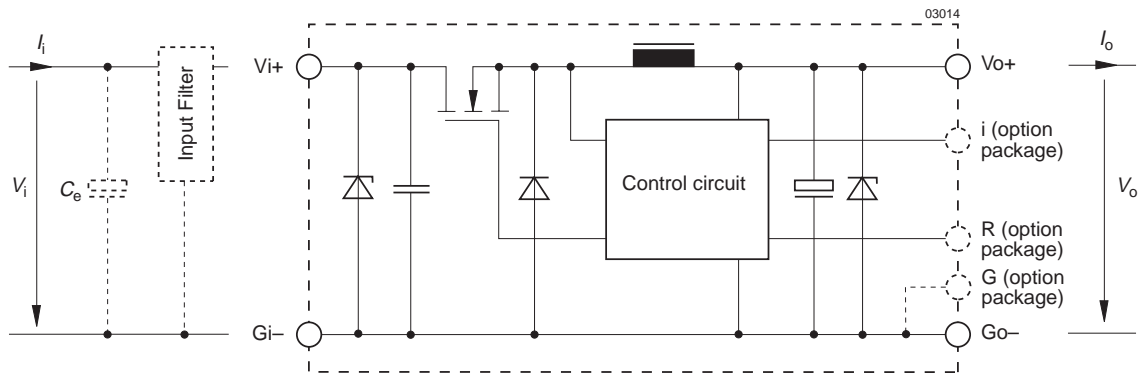 03014
Ii
Vi+
Vo+
Io
Input Filter
i (option
package)
Vi
Ce
Control circuit
Vo
R (option
package)
G (option
package)
Gi–
Go–